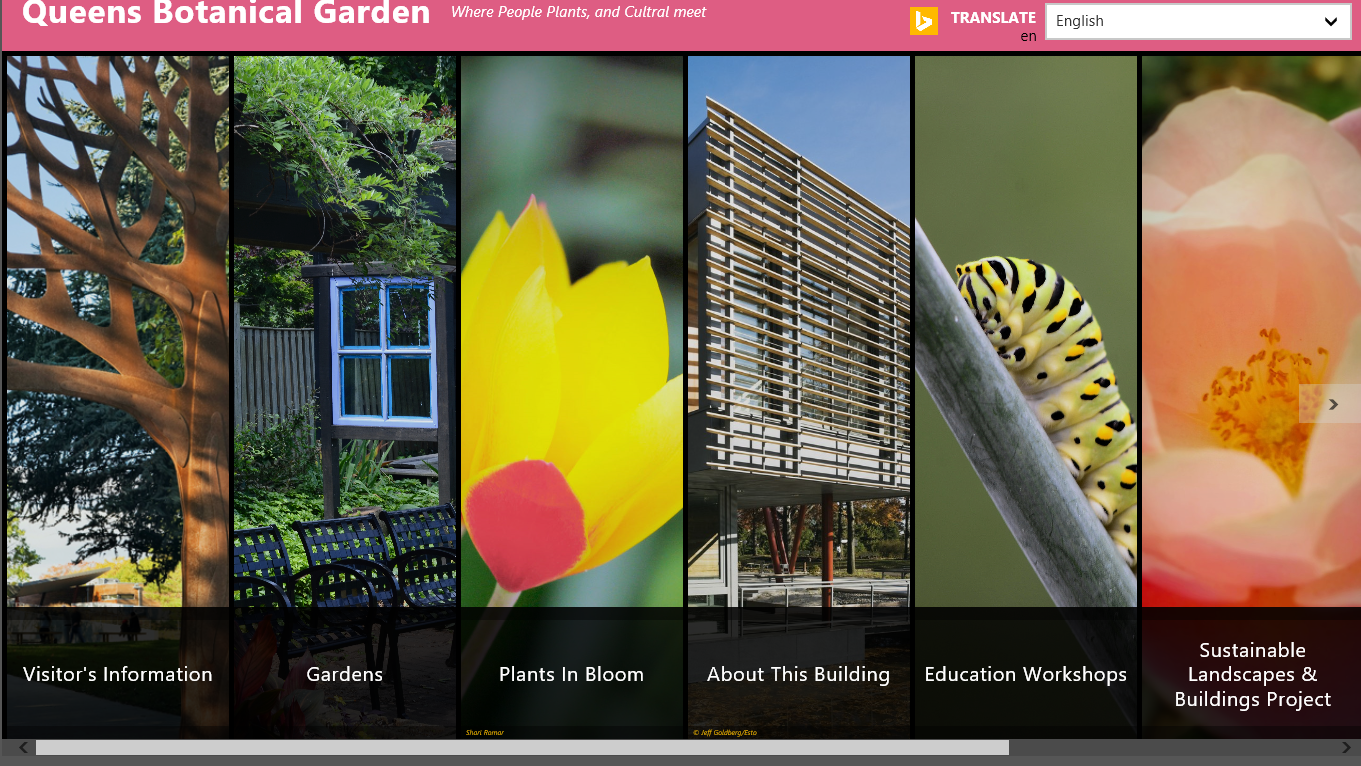 Queens Botanical Garden
Where People Plants, and Cultral meet
TRANSLATE
en
English
Visitor's Information
Gardens
Plants In Bloom
About This Building
Education Workshops
Sustainable
Landscapes &
Buildings Project
Shari Romar
© Jeff Goldberg/Esto